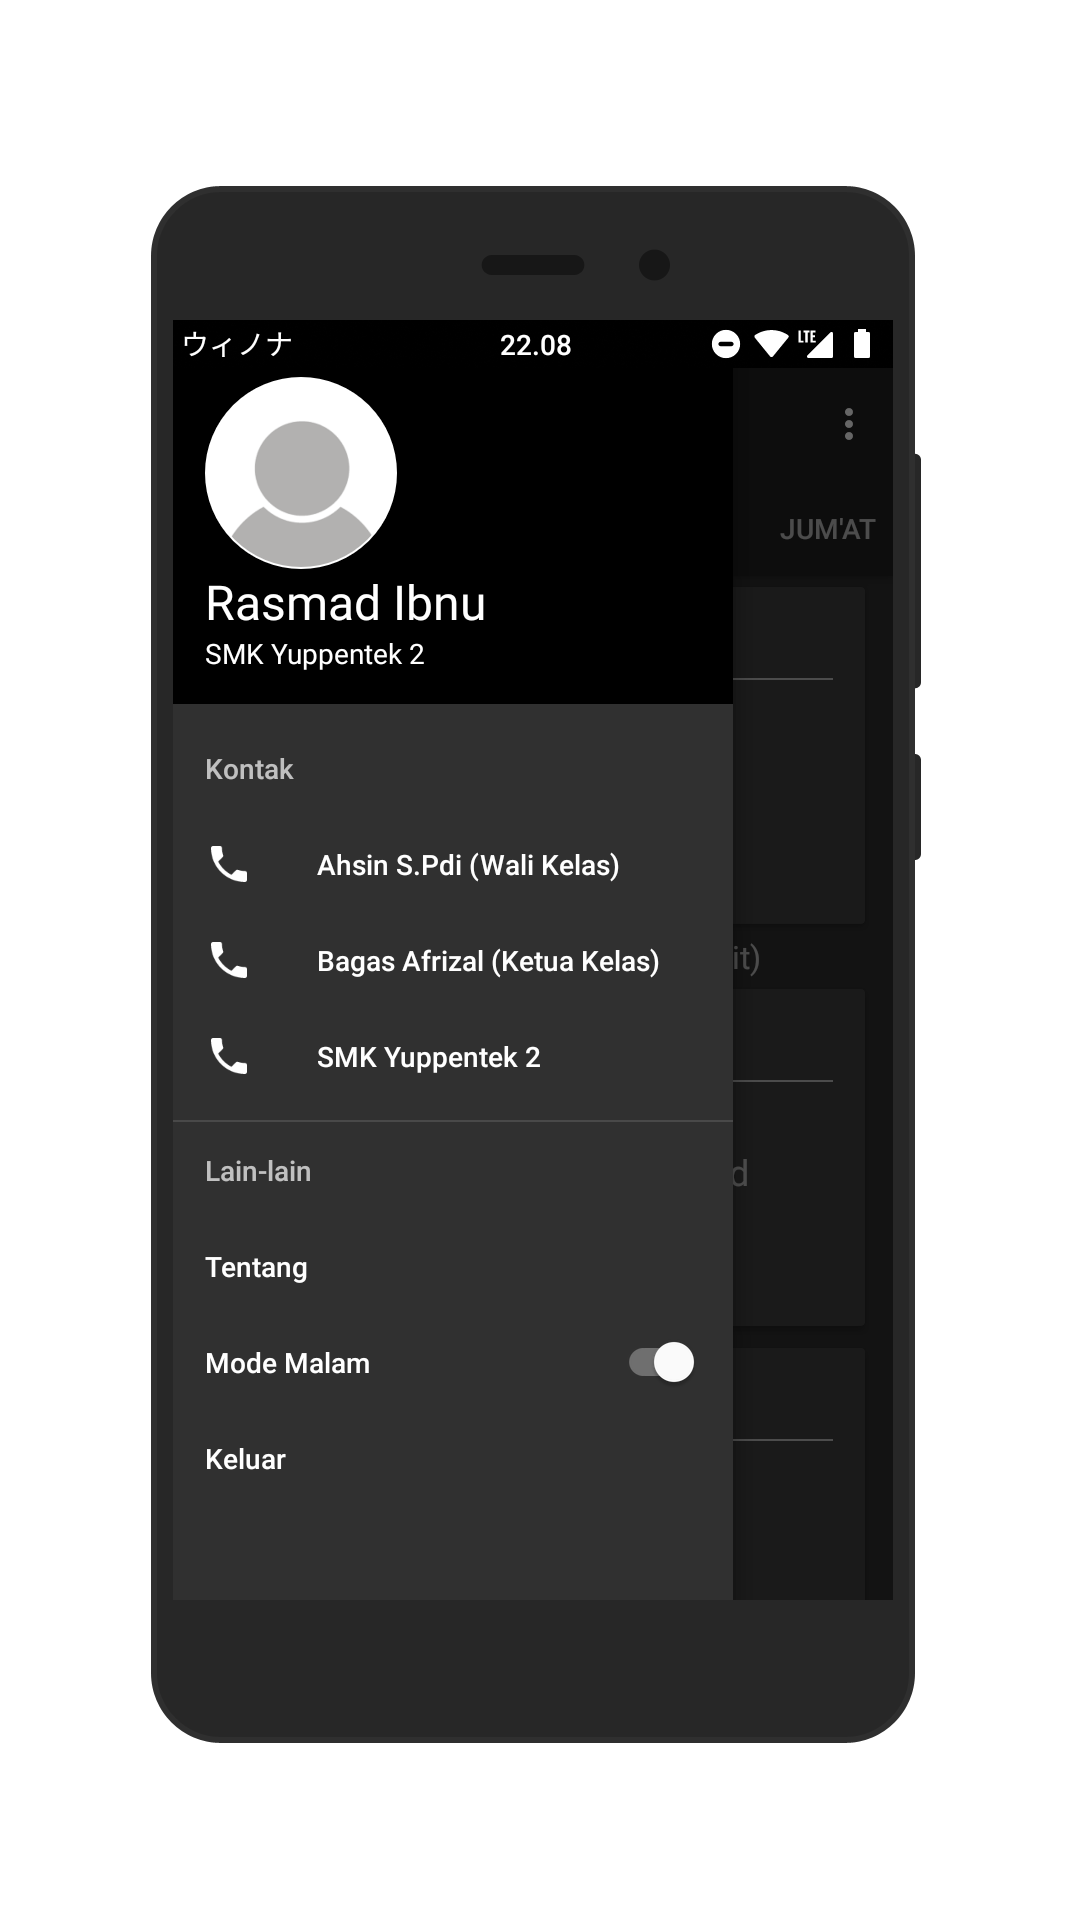 ウィノナ 22.08 LTE
JUM'AT
Rasmad Ibnu
SMK Yuppentek 2
Kontak
Ahsin S.Pdi (Wali Kelas)
Bagas Afrizal (Ketua Kelas)
it)
SMK Yuppentek 2
Lain-lain
d
Tentang
Mode Malam
Keluar